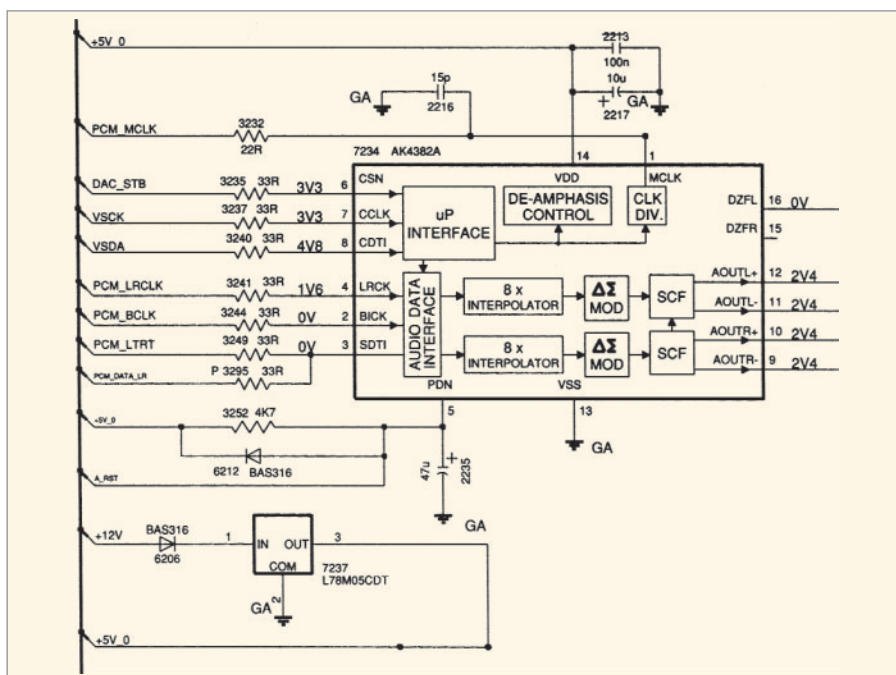 +5V_0
2213
100n
10u
GA
+
2217
15p
GA
2216
PCM_MCLK
3232
22R
7234 AK4382A
14
1
VDD
MCLK
DAC_STB
3235 33R
3V3
6
CSN
VSCK
3237 33R
3V3
7
CCLK
VSDA
3240 33R
4V8
8
CDTI
uP
INTERFACE
DE-AMPHASIS
CONTROL
CLK
DIV.
DZFL
16
0V
DZFR
15
PCM_LRCLK
3241 33R
1V6
4
LRCK
PCM_BCLK
3244 33R
0V
2
BICK
PCM_LTRT
3249 33R
0V
3
SDTI
PCM_DATA_LR
P 3295 33R
AUDIO DATA
INTERFACE
8 x
INTERPOLATOR
ΔΣ
MOD
SCF
8 x
INTERPOLATOR
ΔΣ
MOD
SCF
AOUTL+
12
2V4
AOUTL-
11
2V4
AOUTR+
10
2V4
AOUTR-
9
2V4
PDN
VSS
5
13
GA
+5V_0
3252 4K7
6212 BAS316
A_RST
47u
+
2235
GA
+12V
BAS316
6206
1
IN OUT
COM
3
7237
L78M05CDT
2
GA
+5V_0